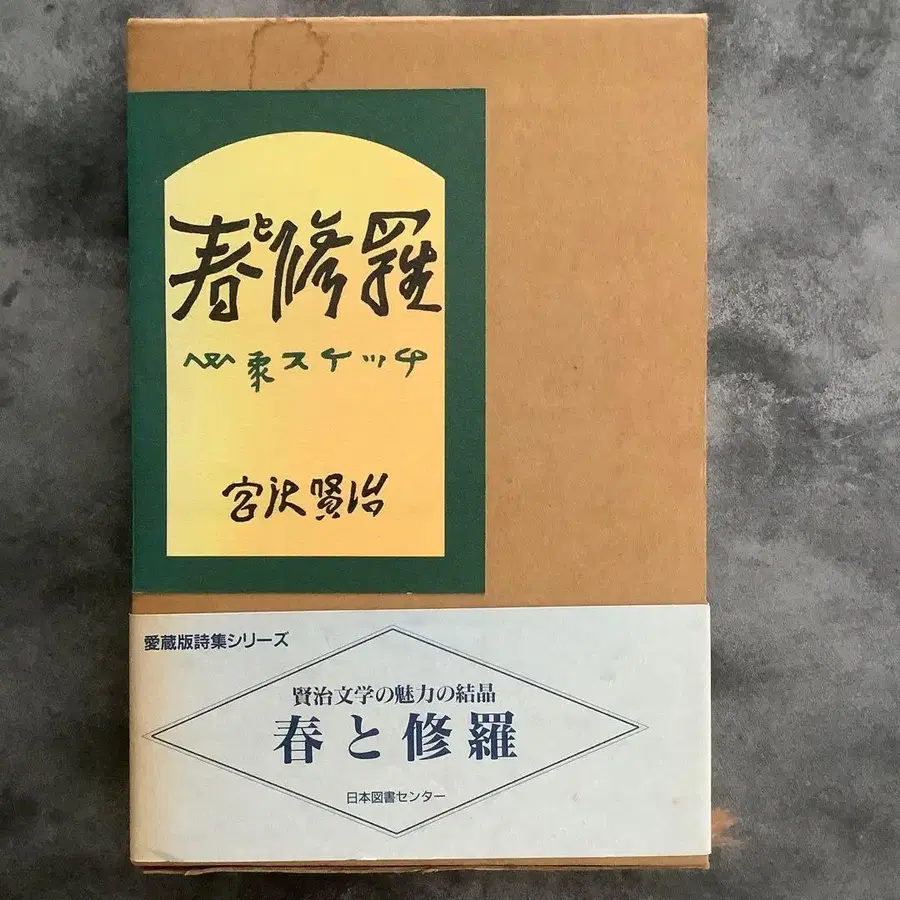 春と修羅
心象スケッチ
宮沢賢治
愛蔵版詩集シリーズ
賢治文学の魅力の結晶
春と修羅
日本図書センター